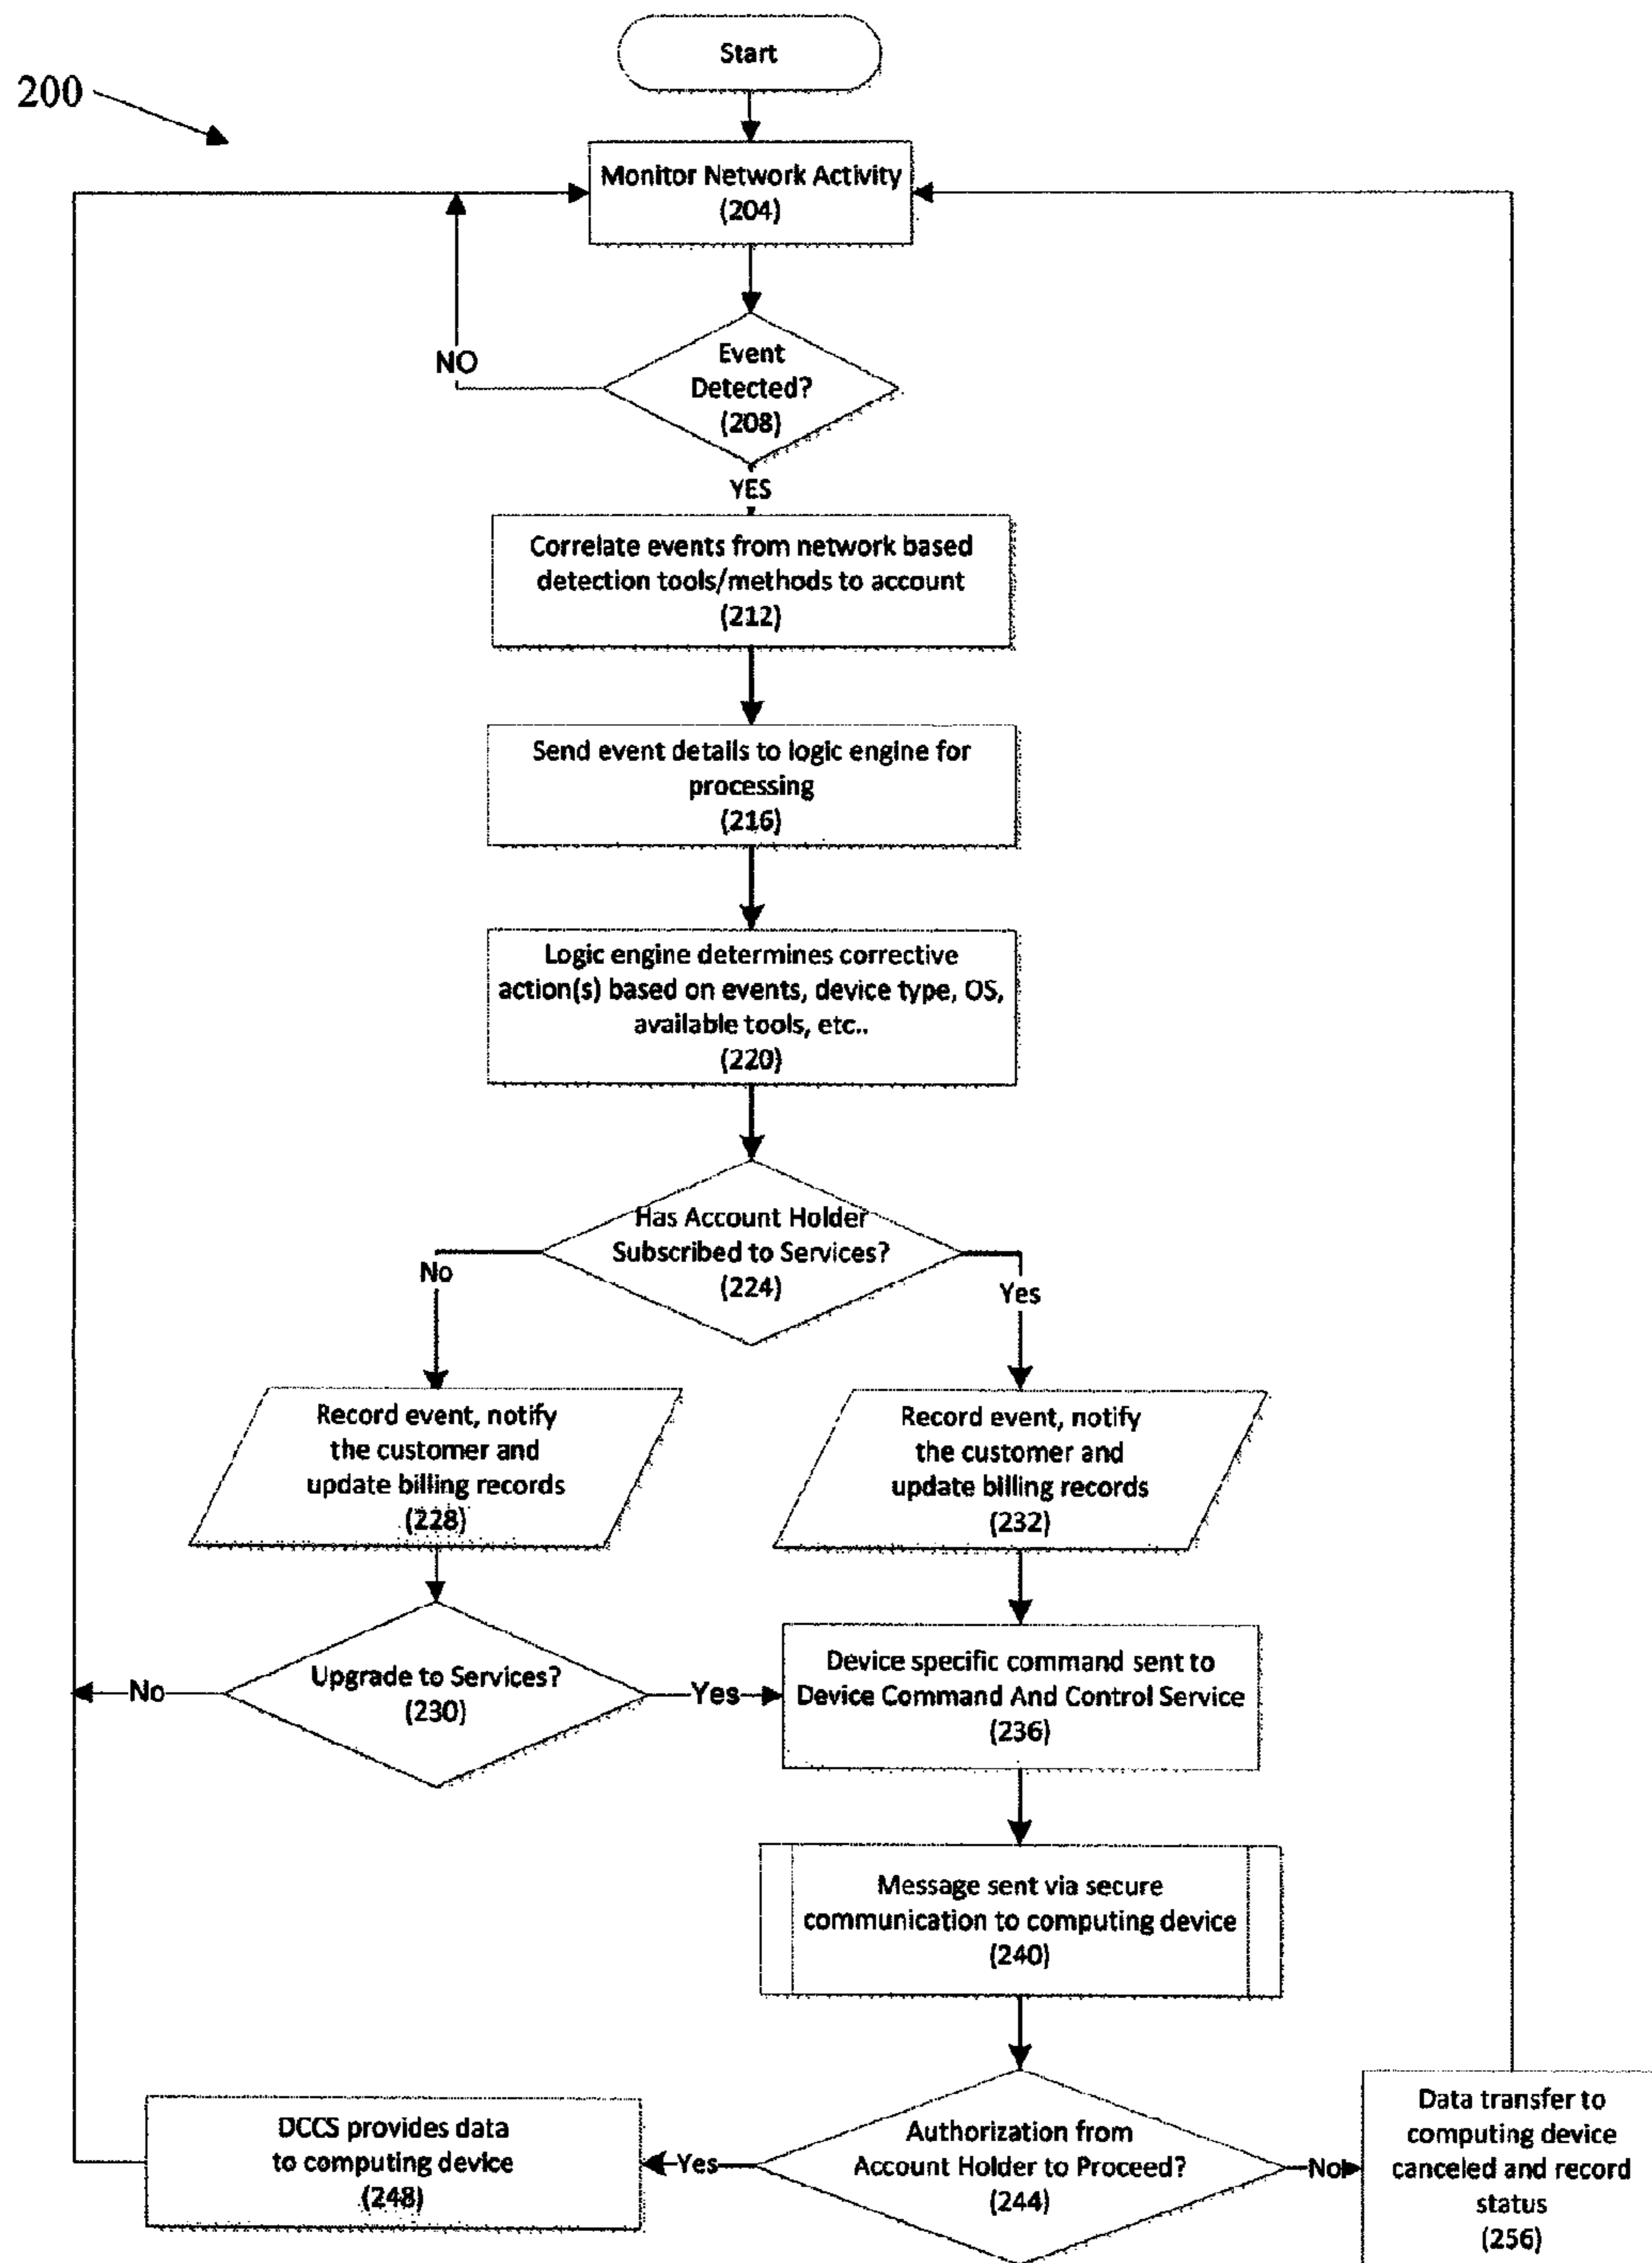 Start
200
Monitor Network Activity
(204)
Event
Detected?
(208)
NO
YES
Correlate events from network based
detection tools/methods to account
(212)
Send event details to logic engine for
processing
(216)
Logic engine determines corrective
action(s) based on events, device type, OS,
available tools, etc..
(220)
Has Account Holder
Subscribed to Services?
(224)
No
Yes
Record event, notify
the customer and
update billing records
(228)
Record event, notify
the customer and
update billing records
(232)
Upgrade to Services?
(230)
No
Yes
Device specific command sent to
Device Command And Control Service
(236)
Message sent via secure
communication to computing device
(240)
Authorization from
Account Holder to Proceed?
(244)
Yes
No
DCCS provides data
to computing device
(248)
Data transfer to
computing device
canceled and record
status
(256)